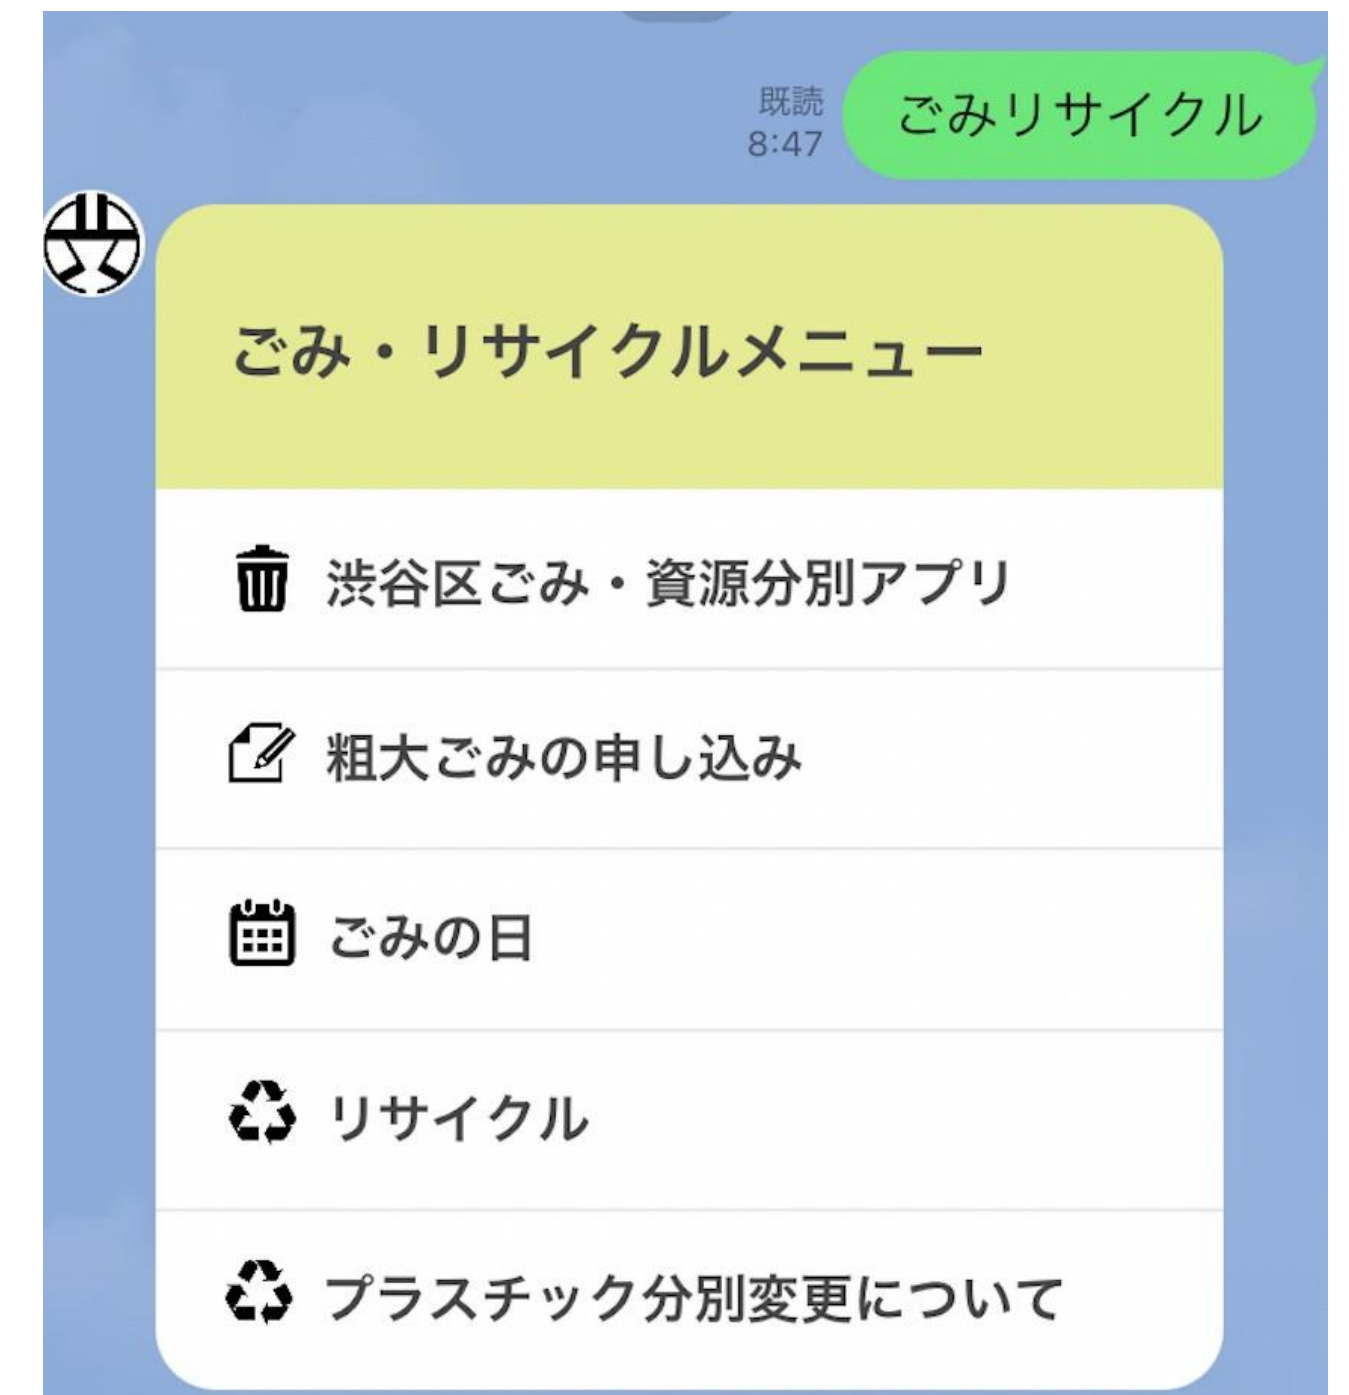 ごみリサイクル
既読
8:47
ごみ・リサイクルメニュー
渋谷区ごみ・資源分別アプリ
粗大ごみの申し込み
ごみの日
リサイクル
プラスチック分別変更について